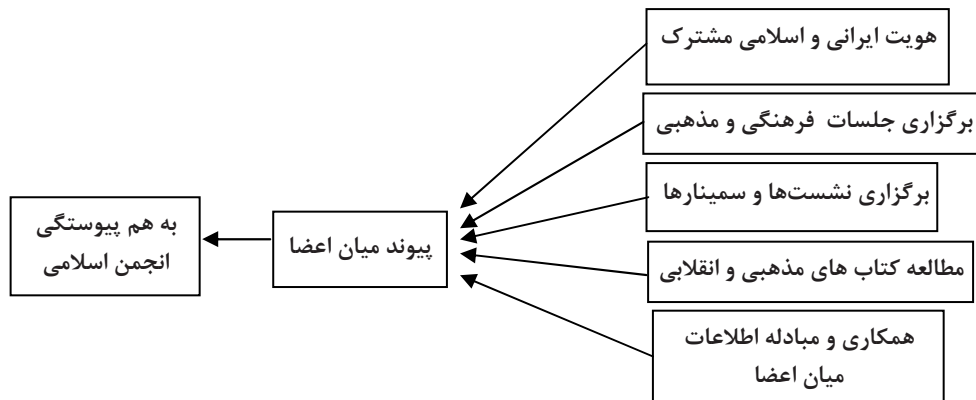 هویت ایرانی و اسلامی مشترک
برگزاری جلسات فرهنگی و مذهبی
برگزاری نشست‌ها و سمینارها
مطالعه کتاب های مذهبی و انقلابی
همکاری و مبادله اطلاعات
میان اعضا
پیوند میان اعضا
به هم پیوستگی
انجمن اسلامی